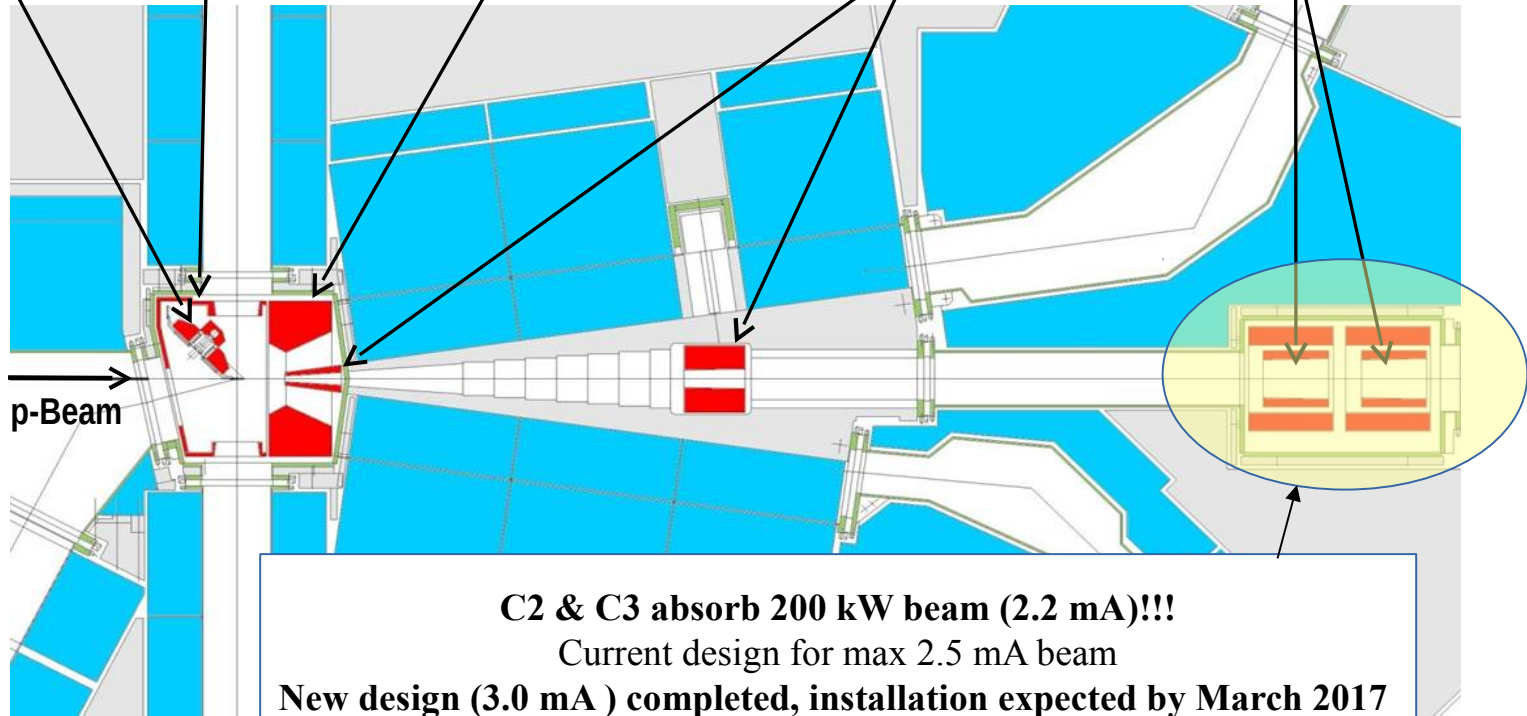 p-Beam
C2 & C3 absorb 200 kW beam (2.2 mA)!!!
Current design for max 2.5 mA beam
New design (3.0 mA ) completed, installation expected by March 2017